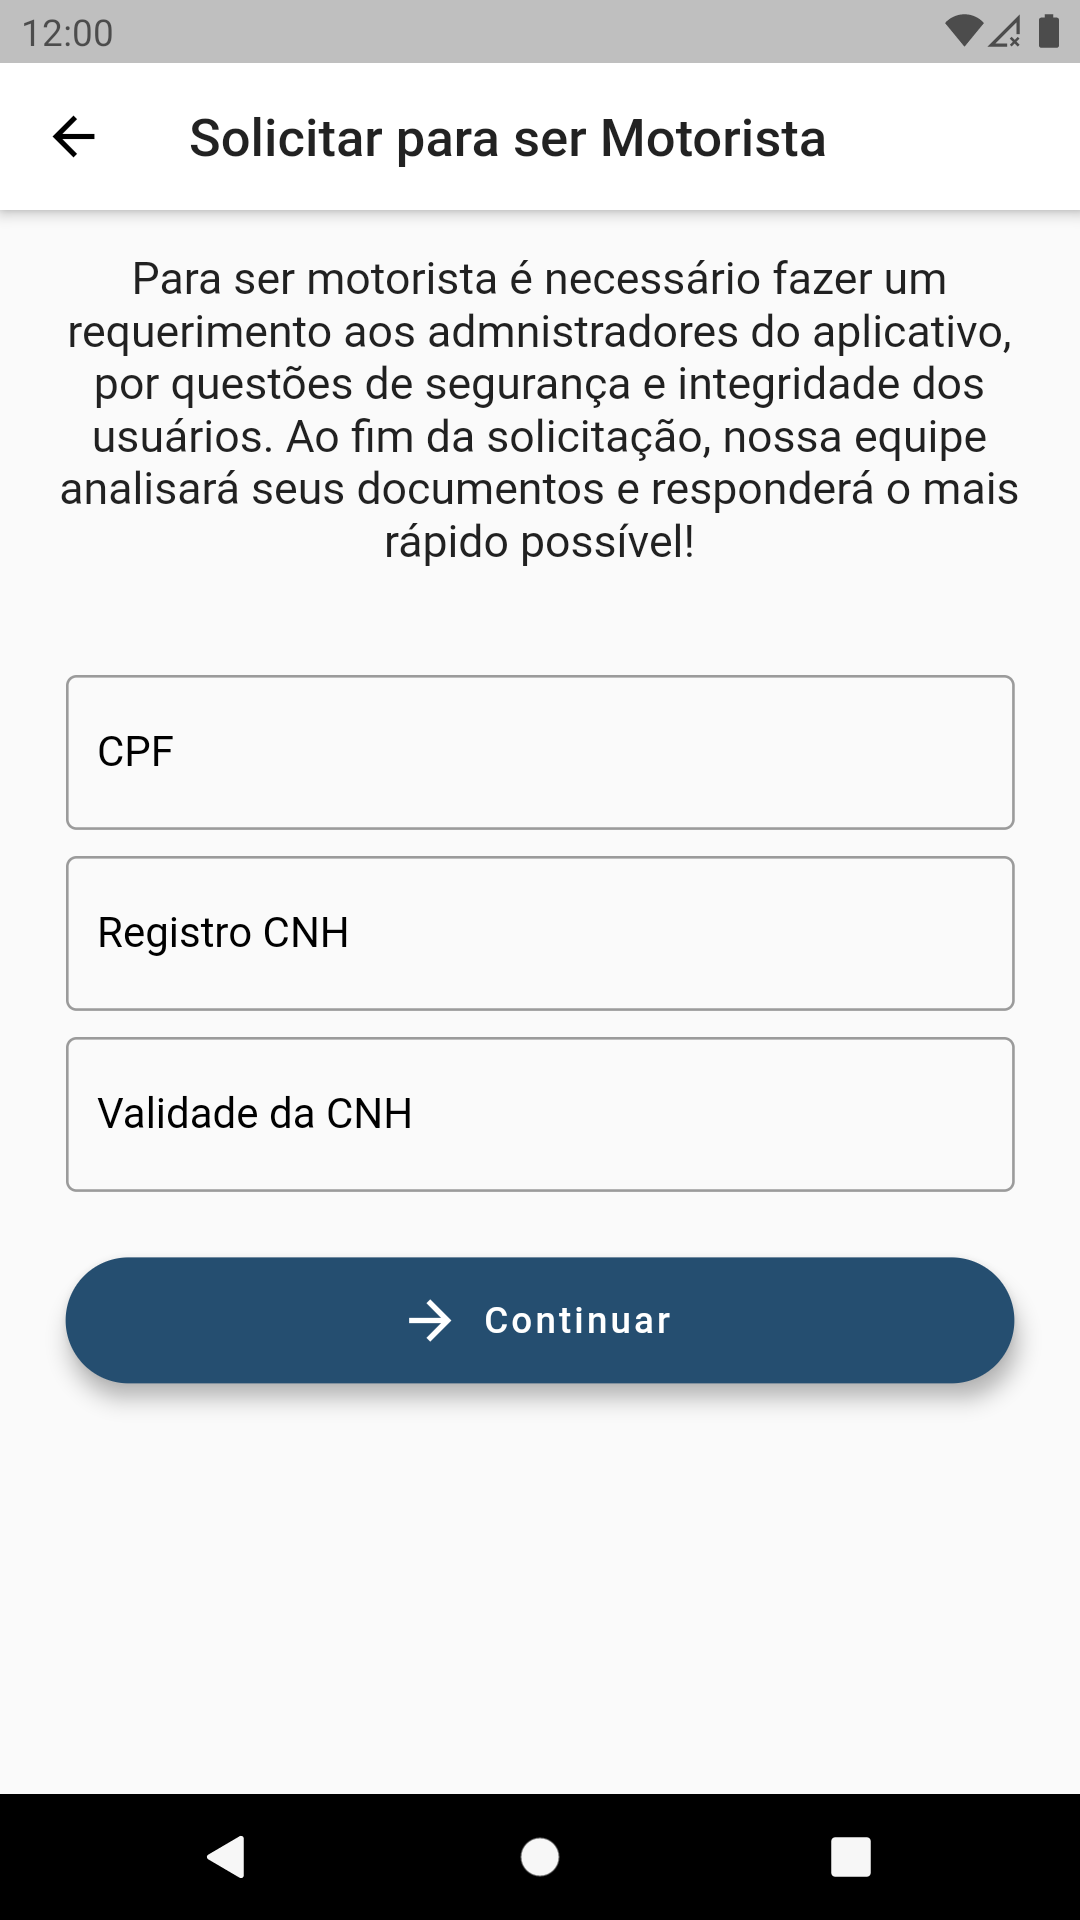 12:00
Solicitar para ser Motorista
Para ser motorista é necessário fazer um
requerimento aos admnistradores do aplicativo,
por questões de segurança e integridade dos
usuários. Ao fim da solicitação, nossa equipe
analisará seus documentos e responderá o mais
rápido possível!
CPF
Registro CNH
Validade da CNH
Continuar